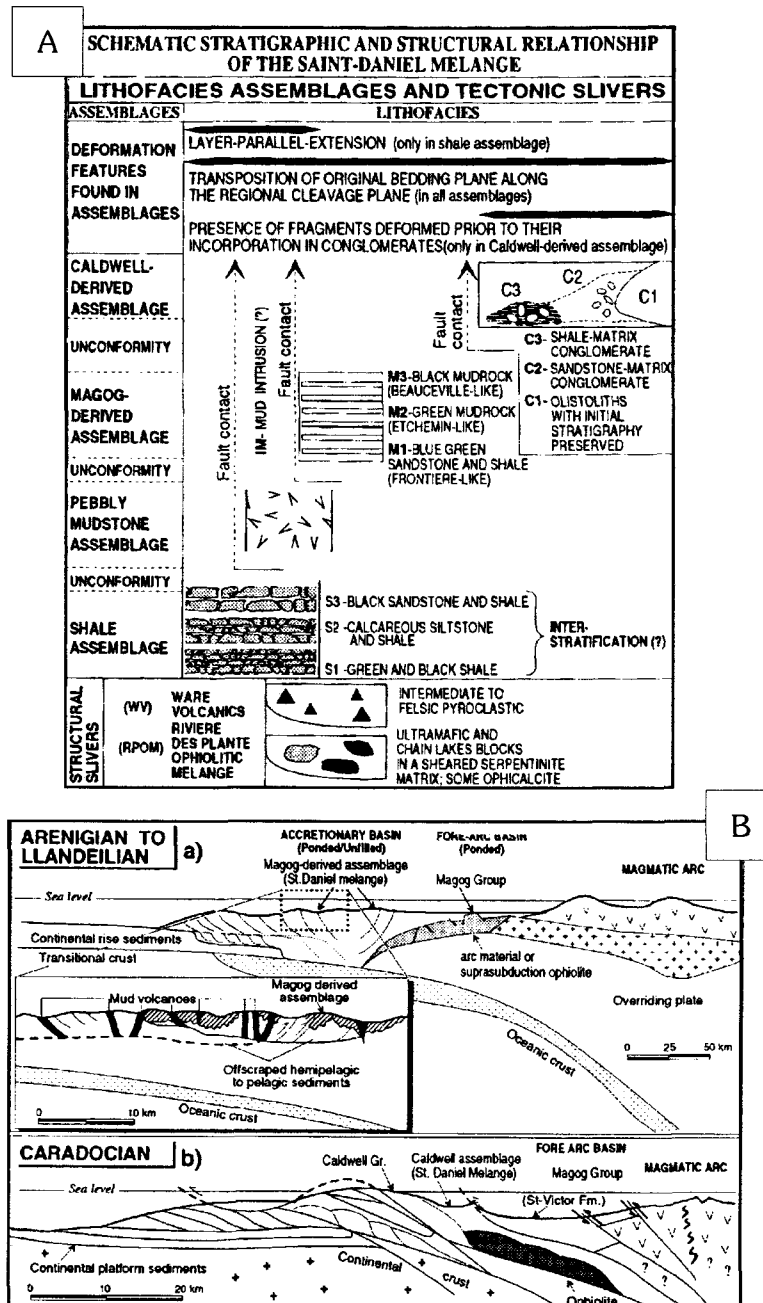 A
SCHEMATIC STRATIGRAPHIC AND STRUCTURAL RELATIONSHIP
OF THE SAINT-DANIEL MELANGE
LITHOFACIES ASSEMBLAGES AND TECTONIC SLIVERS
ASSEMBLAGES
LITHOFACIES
DEFORMATION
FEATURES
FOUND IN
ASSEMBLAGES
LAYER-PARALLEL-EXTENSION (only in shale assemblage)
TRANSPOSITION OF ORIGINAL BEDDING PLANE ALONG
THE REGIONAL CLEAVAGE PLANE (in all assemblages)
PRESENCE OF FRAGMENTS DEFORMED PRIOR TO THEIR
INCORPORATION IN CONGLOMERATES(only in Caldwell-derived assemblage)
CALDWELL-
DERIVED
ASSEMBLAGE
UNCONFORMITY
MAGOG-
DERIVED
ASSEMBLAGE
UNCONFORMITY
PEBBLY
MUDSTONE
ASSEMBLAGE
UNCONFORMITY
SHALE
ASSEMBLAGE
Fault contact
IM- MUD INTRUSION (?)
Fault contact
Fault
contact
C3
C2
C1
C3- SHALE-MATRIX
CONGLOMERATE
C2- SANDSTONE-MATRIX
CONGLOMERATE
C1- OLISTOLITHS
WITH INITIAL
STRATIGRAPHY
PRESERVED
M3-BLACK MUDROCK
(BEAUCEVILLE-LIKE)
M2-GREEN MUDROCK
(ETCHEMIN-LIKE)
M1-BLUE GREEN
SANDSTONE AND SHALE
(FRONTIERE-LIKE)
S3 -BLACK SANDSTONE AND SHALE
S2 -CALCAREOUS SILTSTONE
AND SHALE
S1 -GREEN AND BLACK SHALE
INTER-
STRATIFICATION (?)
STRUCTURAL
SLIVERS
(WV) WARE
VOLCANICS
RIVIERE
(RPOM) DES PLANTE
OPHIOLITIC
MELANGE
INTERMEDIATE TO
FELSIC PYROCLASTIC
ULTRAMAFIC AND
CHAIN LAKES BLOCKS
IN A SHEARED SERPENTINITE
MATRIX; SOME OPHICALCITE
B
ARENIGIAN TO
LLANDEILIAN
a)
ACCRETIONARY BASIN
(Ponded/Unfilled)
Magog-derived assemblage
(St.Daniel melange)
FORE-ARC BASIN
(Ponded)
Magog Group
MAGMATIC ARC
Sea level
Continental rise sediments
Transitional crust
arc material or
suprasubduction ophiolite
Overriding plate
Oceanic crust
0 25 50 km
Mud volcanoes
Magog derived
assemblage
Offscraped hemipelagic
to pelagic sediments
Oceanic crust
0 10 km
CARADOCIAN
b)
Sea level
Caldwell Gr.
Caldwell assemblage
(St. Daniel Melange)
FORE ARC BASIN
Magog Group
(St-Victor Fm.)
MAGMATIC ARC
Continental platform sediments
Continental
crust
Ophiolite
? ? ?
0 10 20 km